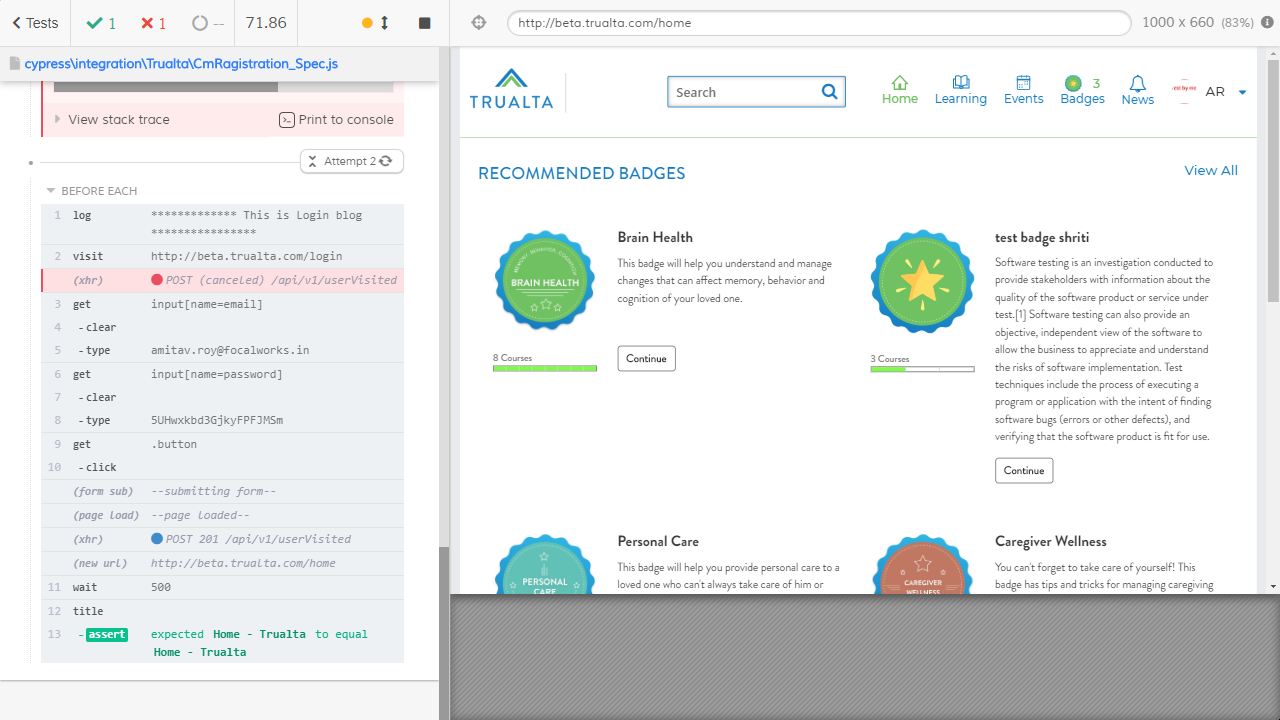 Tests
1
1
--
71.86
http://beta.trualta.com/home
1000 x 660 (83%)
cypress\integration\Trualta\CmRagistration_Spec.js
View stack trace
Print to console
Attempt 2
BEFORE EACH
1 log ************* This is Login blog
****************
2 visit http://beta.trualta.com/login
(xhr) POST (canceled) /api/v1/userVisited
3 get input[name=email]
4 -clear
5 -type amitav.roy@focalworks.in
6 get input[name=password]
7 -clear
8 -type 5UHwxkbd3GjkyFPFJMSm
9 get .button
10 -click
(form sub) --submitting form--
(page load) --page loaded--
(xhr) POST 201 /api/v1/userVisited
(new url) http://beta.trualta.com/home
11 wait 500
12 title
13 -assert expected Home - Trualta to equal
Home - Trualta
TRUALTA
Search
Home
Learning
Events
3
Badges
News
AR
RECOMMENDED BADGES
View All
BRAIN HEALTH
8 Courses
Brain Health
This badge will help you understand and manage
changes that can affect memory, behavior and
cognition of your loved one.
Continue
3 Courses
test badge shriti
Software testing is an investigation conducted to
provide stakeholders with information about the
quality of the software product or service under
test.[1] Software testing can also provide an
objective, independent view of the software to
allow the business to appreciate and understand
the risks of software implementation. Test
techniques include the process of executing a
program or application with the intent of finding
software bugs (errors or other defects), and
verifying that the software product is fit for use.
Continue
PERSONAL
CARE
Personal Care
This badge will help you provide personal care to a
loved one who can't always take care of him or
CAREGIVER
WELLNESS
Caregiver Wellness
You can't forget to take care of yourself! This
badge has tips and tricks for managing caregiving